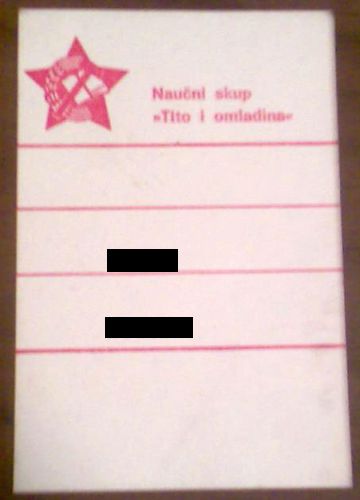 Naučni skup
»Tito i omladina«